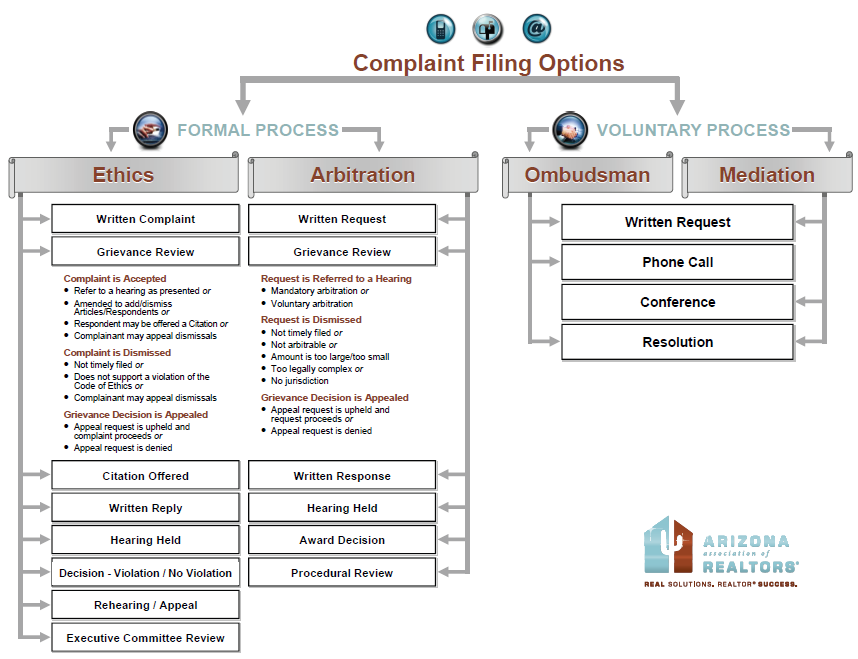 Complaint Filing Options
FORMAL PROCESS
VOLUNTARY PROCESS
Ethics
Arbitration
Ombudsman
Mediation
Written Complaint
Grievance Review
Complaint is Accepted
• Refer to a hearing as presented or
• Amended to add/dismiss
Articles/Respondents or
• Respondent may be offered a Citation or
• Complainant may appeal dismissals
Complaint is Dismissed
• Not timely filed or
• Does not support a violation of the
Code of Ethics or
• Complainant may appeal dismissals
Grievance Decision is Appealed
• Appeal request is upheld and
complaint proceeds or
• Appeal request is denied
Citation Offered
Written Reply
Hearing Held
Decision - Violation / No Violation
Rehearing / Appeal
Executive Committee Review
Written Request
Grievance Review
Request is Referred to a Hearing
• Mandatory arbitration or
• Voluntary arbitration
Request is Dismissed
• Not timely filed or
• Not arbitrable or
• Amount is too large/too small
• Too legally complex or
• No jurisdiction
Grievance Decision is Appealed
• Appeal request is upheld and
request proceeds or
• Appeal request is denied
Written Response
Hearing Held
Award Decision
Procedural Review
Written Request
Phone Call
Conference
Resolution
ARIZONA
association of
REALTORS®
REAL SOLUTIONS. REALTOR® SUCCESS.